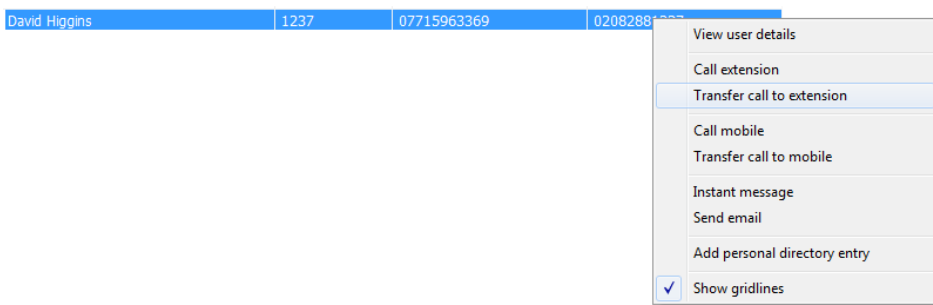 David Higgins 1237 07715963369 02082881237
View user details
Call extension
Transfer call to extension
Call mobile
Transfer call to mobile
Instant message
Send email
Add personal directory entry
Show gridlines